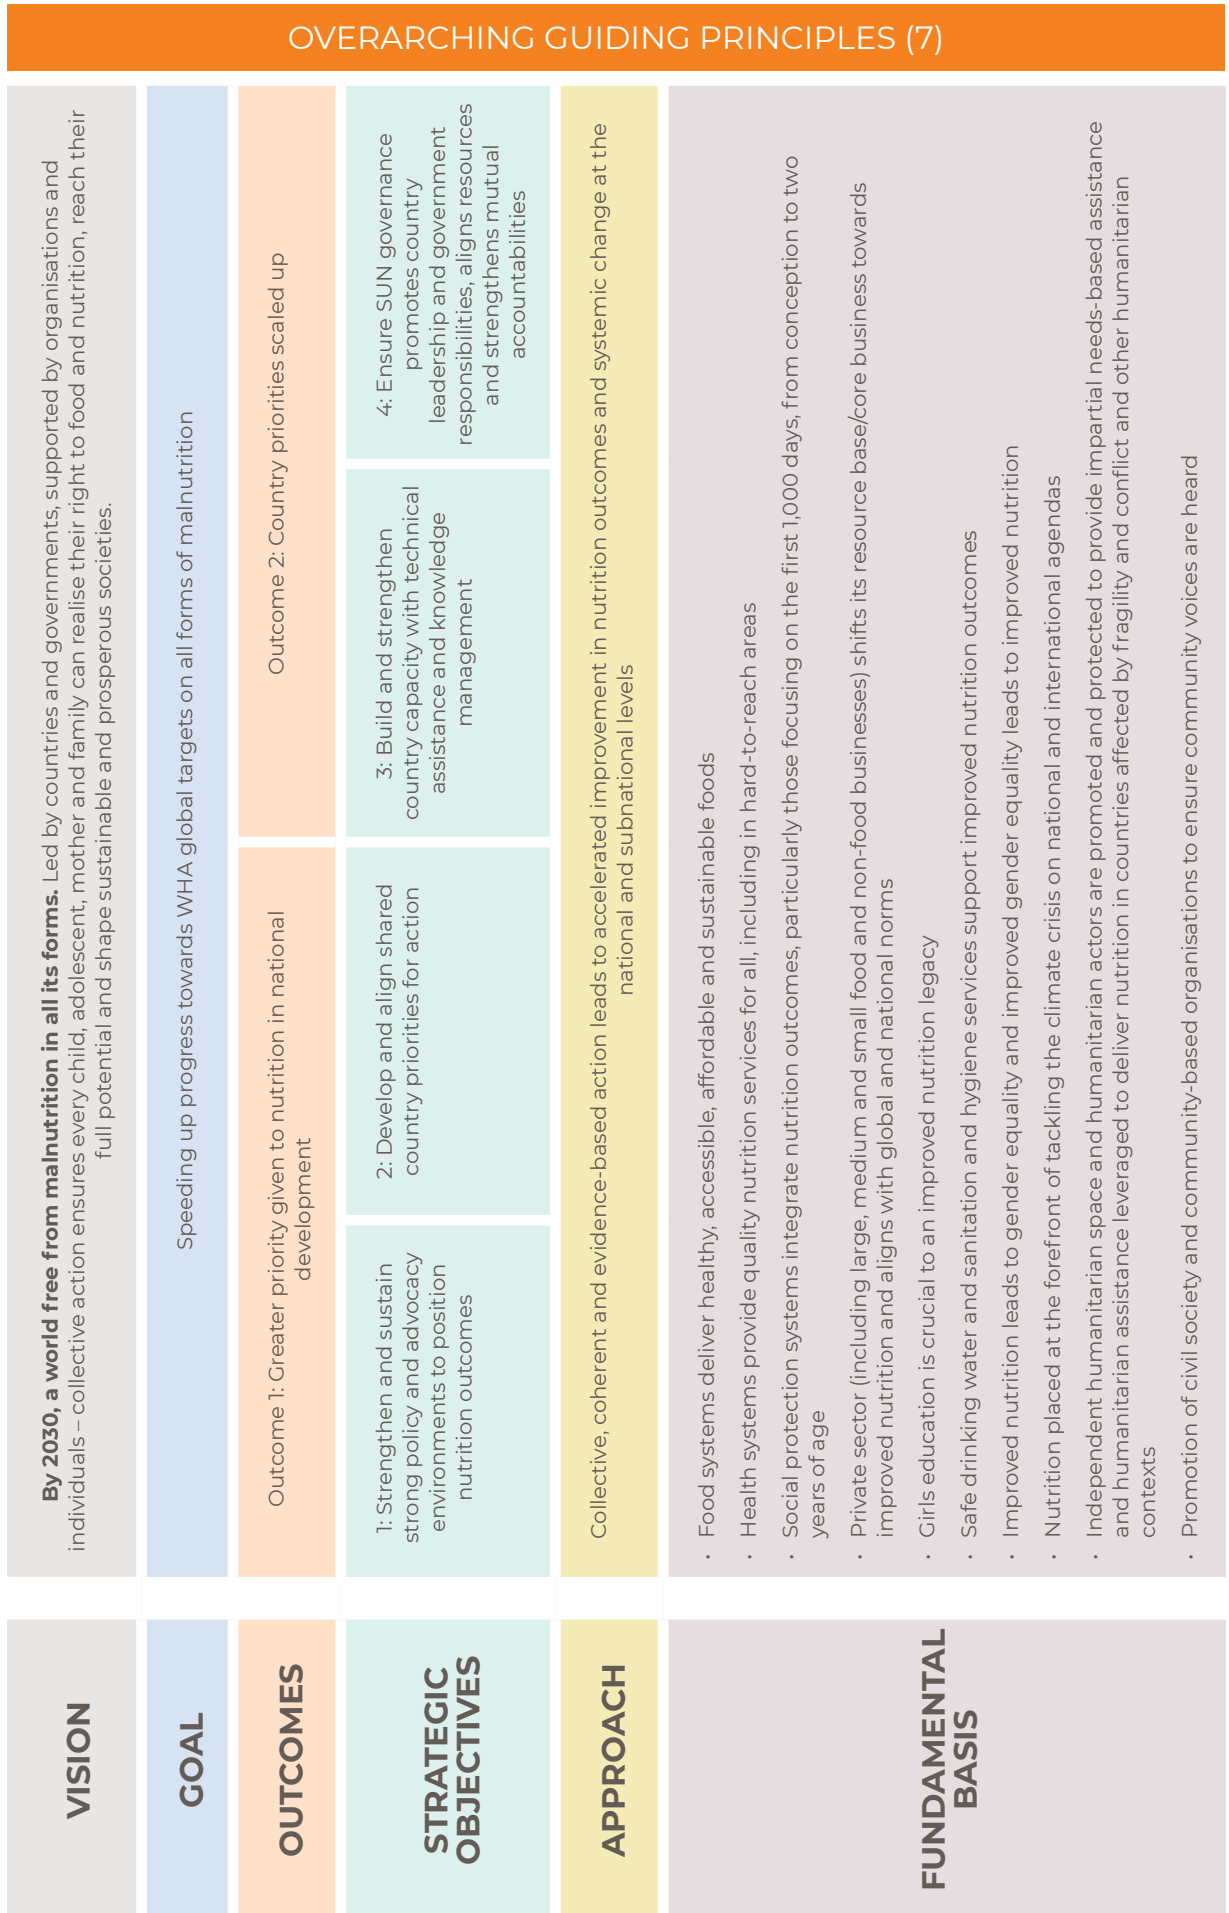 OVERARCHING GUIDING PRINCIPLES (7)
VISION
By 2030, a world free from malnutrition in all its forms. Led by countries and governments, supported by organisations and
individuals – collective action ensures every child, adolescent, mother and family can realise their right to food and nutrition, reach their
full potential and shape sustainable and prosperous societies.
GOAL
Speeding up progress towards WHA global targets on all forms of malnutrition
OUTCOMES
Outcome 1: Greater priority given to nutrition in national
development
Outcome 2: Country priorities scaled up
STRATEGIC
OBJECTIVES
1: Strengthen and sustain
strong policy and advocacy
environments to position
nutrition outcomes
2: Develop and align shared
country priorities for action
3: Build and strengthen
country capacity with technical
assistance and knowledge
management
4: Ensure SUN governance
promotes country
leadership and government
responsibilities, aligns resources
and strengthens mutual
accountabilities
APPROACH
Collective, coherent and evidence-based action leads to accelerated improvement in nutrition outcomes and systemic change at the
national and subnational levels
FUNDAMENTAL
BASIS
• Food systems deliver healthy, accessible, affordable and sustainable foods
• Health systems provide quality nutrition services for all, including in hard-to-reach areas
• Social protection systems integrate nutrition outcomes, particularly those focusing on the first 1,000 days, from conception to two
years of age
• Private sector (including large, medium and small food and non-food businesses) shifts its resource base/core business towards
improved nutrition and aligns with global and national norms
• Girls education is crucial to an improved nutrition legacy
• Safe drinking water and sanitation and hygiene services support improved nutrition outcomes
• Improved nutrition leads to gender equality and improved gender equality leads to improved nutrition
• Nutrition placed at the forefront of tackling the climate crisis on national and international agendas
• Independent humanitarian space and humanitarian actors are promoted and protected to provide impartial needs-based assistance
and humanitarian assistance leveraged to deliver nutrition in countries affected by fragility and conflict and other humanitarian
contexts
• Promotion of civil society and community-based organisations to ensure community voices are heard